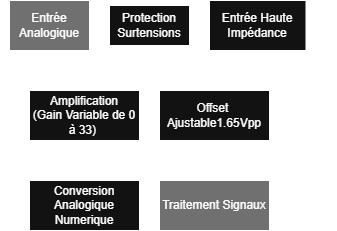 Entrée
Analogique
Protection
Surtensions
Entrée Haute
Impédance
Amplification
(Gain Variable de 0
à 33)
Offset
Ajustable1.65Vpp
Conversion
Analogique
Numerique
Traitement Signaux